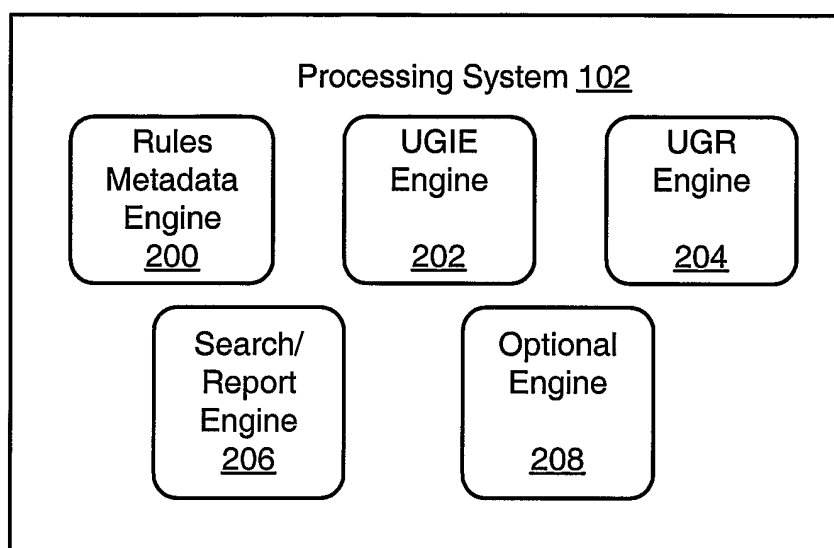 Processing System 102
Rules
Metadata
Engine
200
UGIE
Engine
202
UGR
Engine
204
Search/
Report
Engine
206
Optional
Engine
208